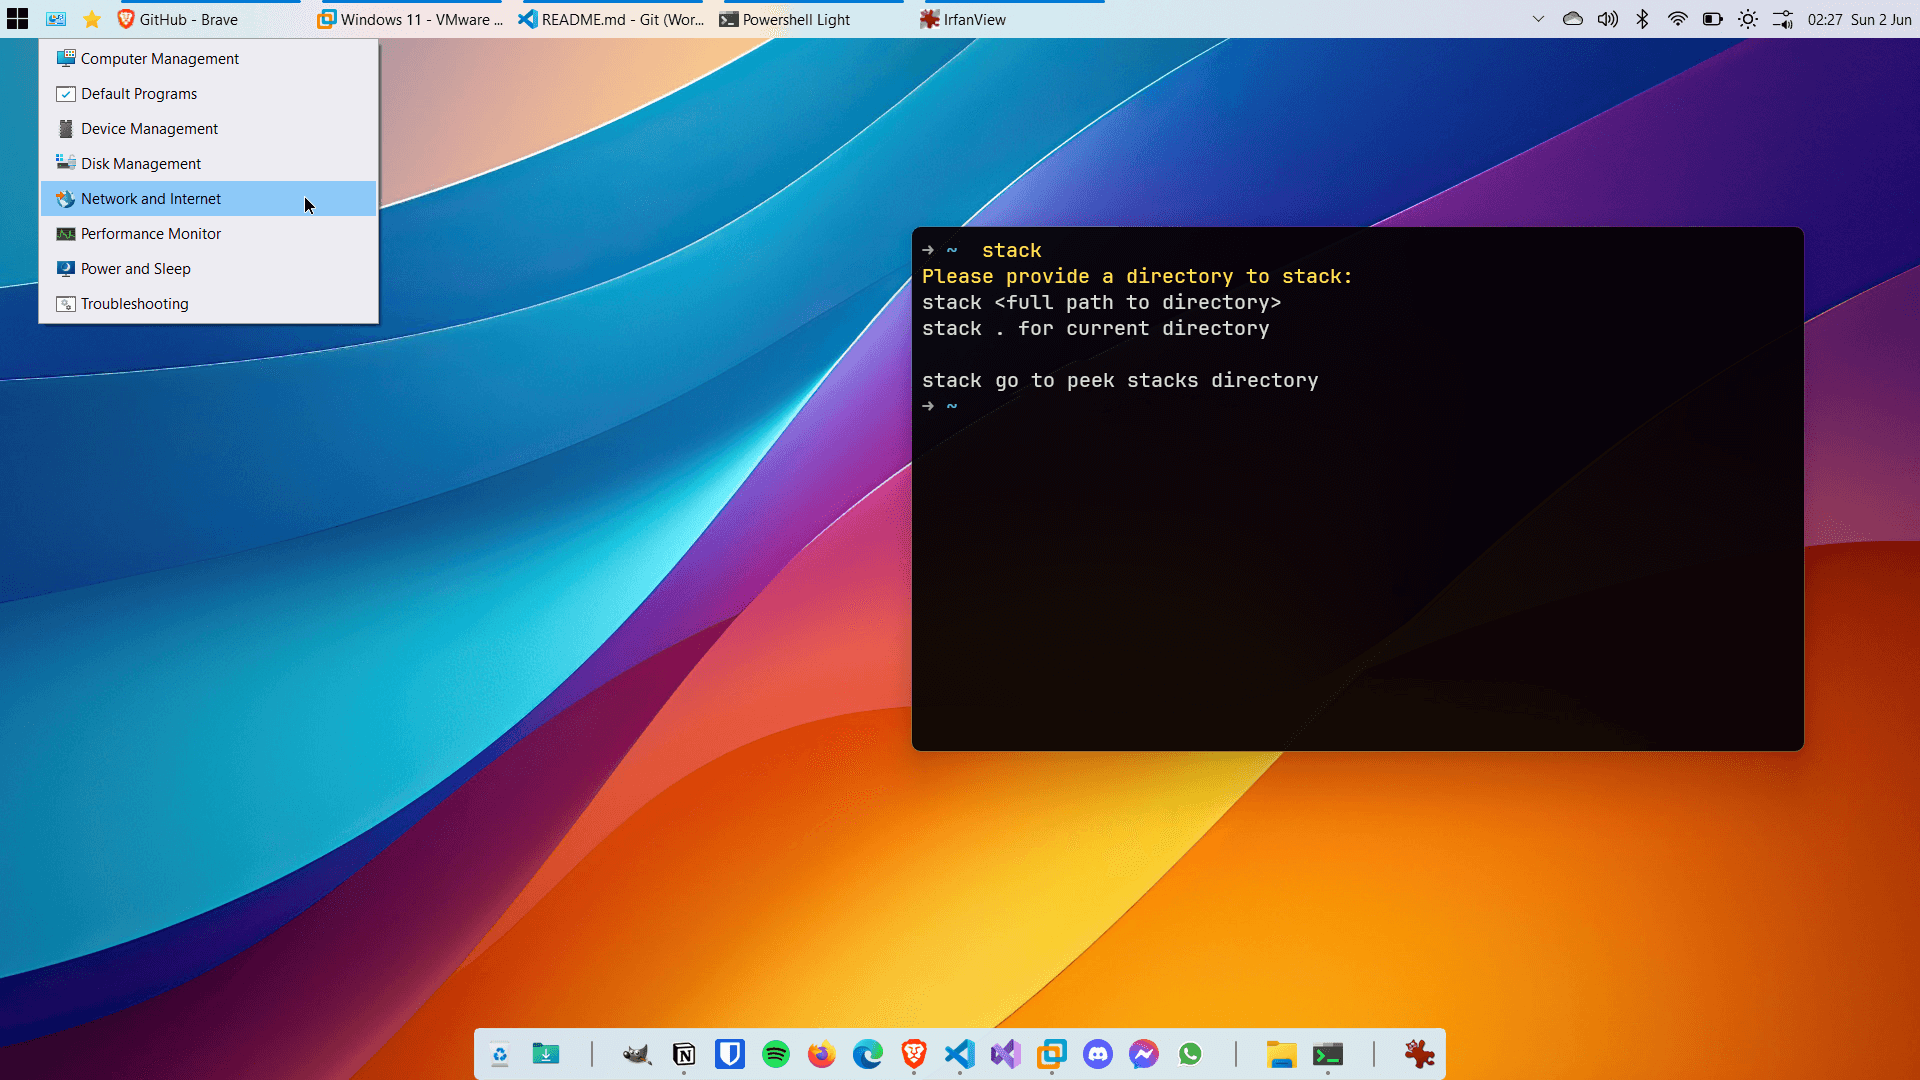 GitHub - Brave
Windows 11 - VMware ...
README.md - Git (Wor...
Powershell Light
IrfanView
02:27 Sun 2 Jun
Computer Management
Default Programs
Device Management
Disk Management
Network and Internet
Performance Monitor
Power and Sleep
Troubleshooting
→ ~ stack
Please provide a directory to stack:
stack <full path to directory>
stack . for current directory
stack go to peek stacks directory
→ ~